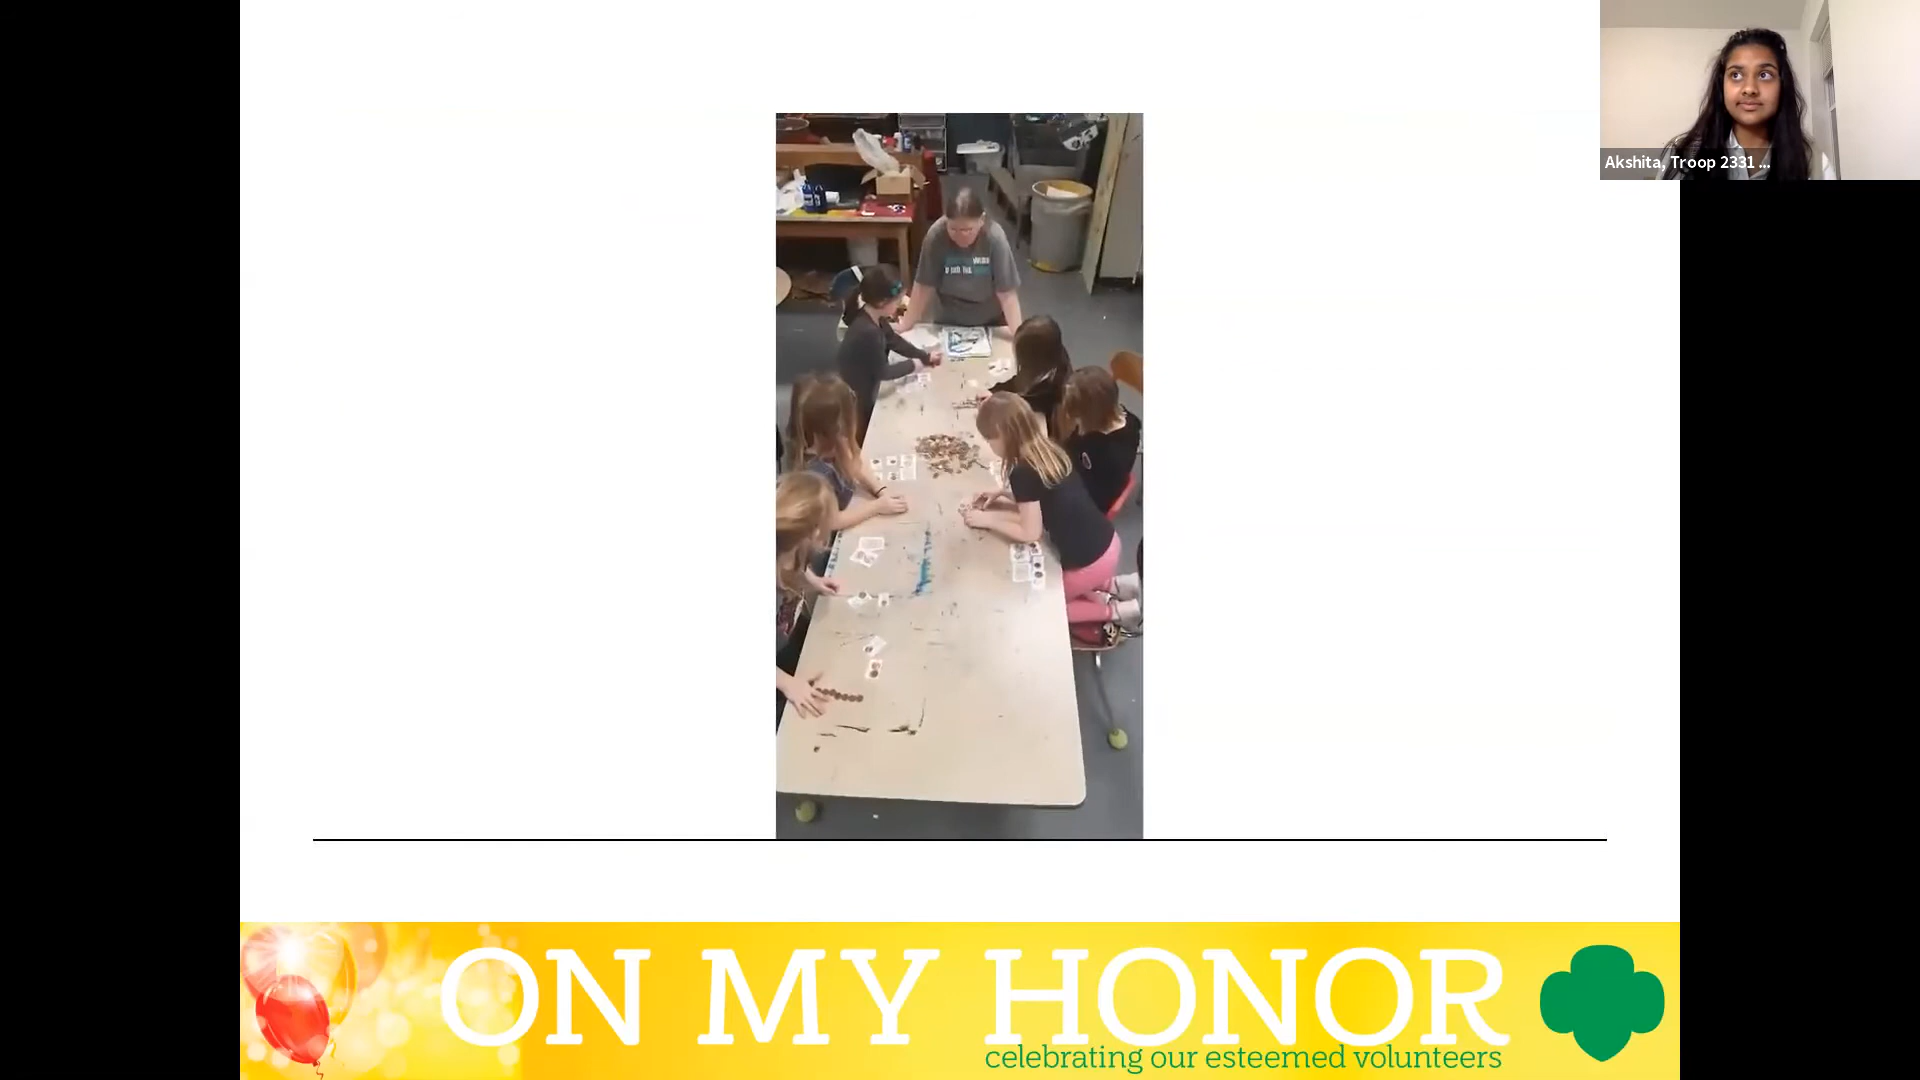 Akshita, Troop 2331 ...
ON MY HONOR
celebrating our esteemed volunteers